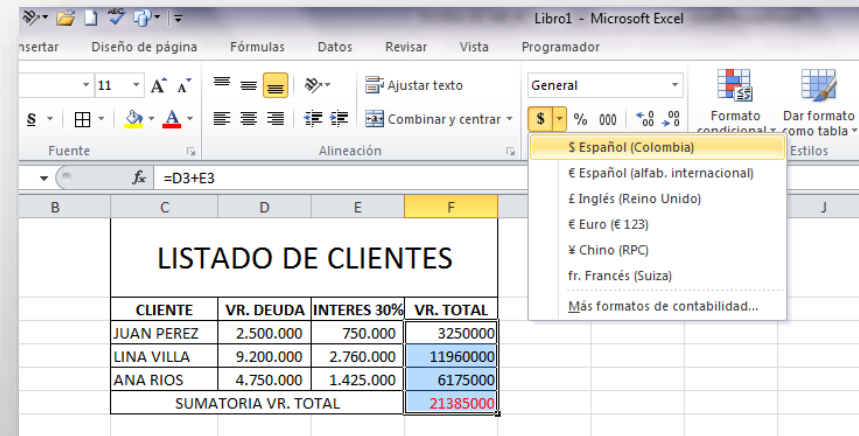 Libro1 - Microsoft Excel
nsertar Diseño de página Fórmulas Datos Revisar Vista Programador
11 A A Ajustar texto General
S A Combinar y centrar $ % 000 Formato condicional Dar formato como tabla
Fuente Alineación Estilos
$ Español (Colombia)
€ Español (alfab. internacional)
£ Inglés (Reino Unido)
€ Euro (€ 123)
¥ Chino (RPC)
fr. Francés (Suiza)
Más formatos de contabilidad...
fx =D3+E3
B C D E F J
LISTADO DE CLIENTES
CLIENTE VR. DEUDA INTERES 30% VR. TOTAL
JUAN PEREZ 2.500.000 750.000 3250000
LINA VILLA 9.200.000 2.760.000 11960000
ANA RIOS 4.750.000 1.425.000 6175000
SUMATORIA VR. TOTAL 21385000